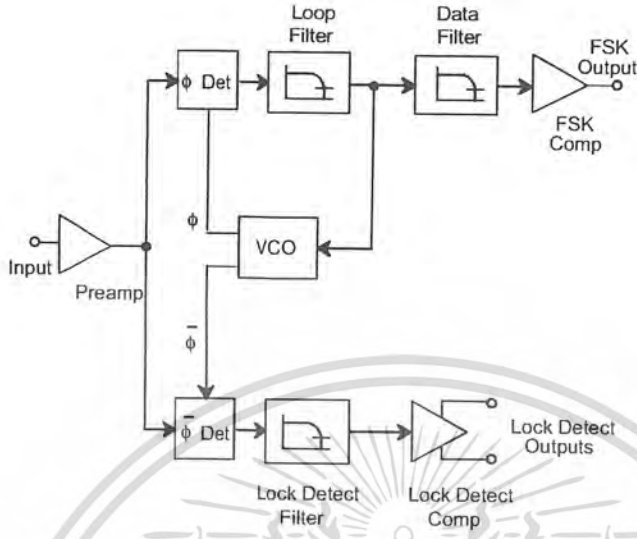 Loop
Filter
Data
Filter
FSK
Output
ϕ Det
FSK
Comp
Input
Preamp
ϕ
VCO
ϕ̅
ϕ̅ Det
Lock Detect
Outputs
Lock Detect
Filter
Lock Detect
Comp